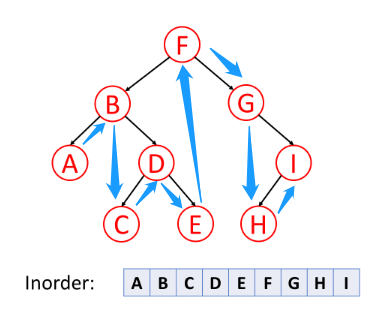 F
B G
A D I
C E H
Inorder: A B C D E F G H I